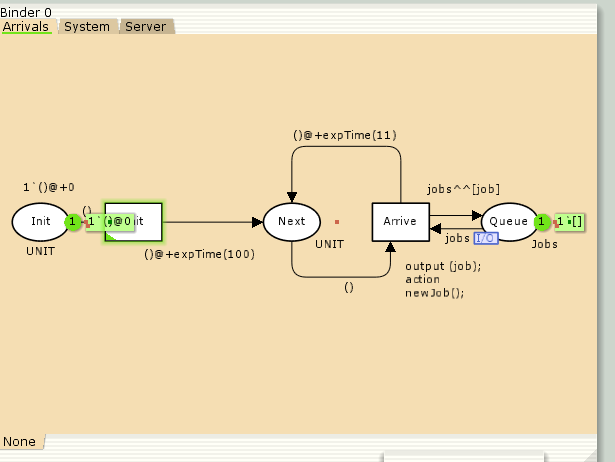 Binder 0
Arrivals System Server
()@+expTime(11)
1`()@+0
jobs^^[job]
()
Init 1 1`()@0 it Next Arrive Queue 1 1`[]
jobs I/O
UNIT UNIT Jobs
()@+expTime(100)
output (job);
action
newJob();
()
None